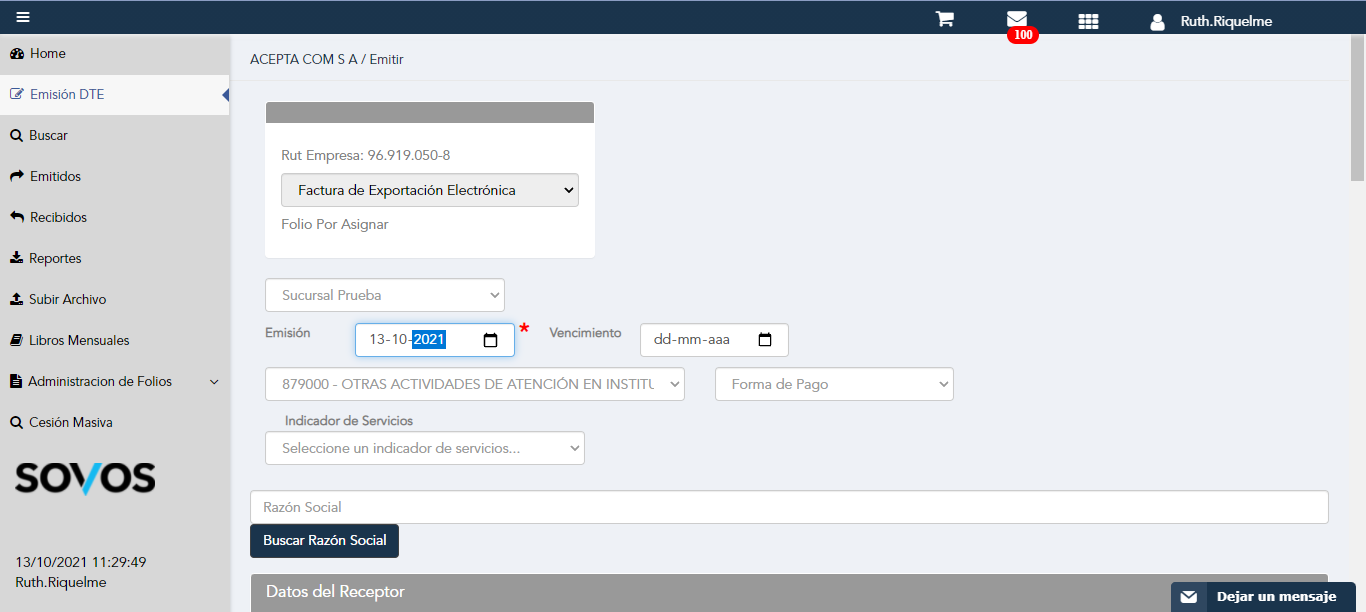 Ruth.Riquelme
100
Home
Emisión DTE
Buscar
Emitidos
Recibidos
Reportes
Subir Archivo
Libros Mensuales
Administracion de Folios
Cesión Masiva
SOVOS
13/10/2021 11:29:49
Ruth.Riquelme
ACEPTA COM S A / Emitir
Rut Empresa: 96.919.050-8
Factura de Exportación Electrónica
Folio Por Asignar
Sucursal Prueba
Emisión 13-10-2021 * Vencimiento dd-mm-aaa
879000 - OTRAS ACTIVIDADES DE ATENCIÓN EN INSTITU Forma de Pago
Indicador de Servicios
Seleccione un indicador de servicios...
Razón Social
Buscar Razón Social
Datos del Receptor
Dejar un mensaje